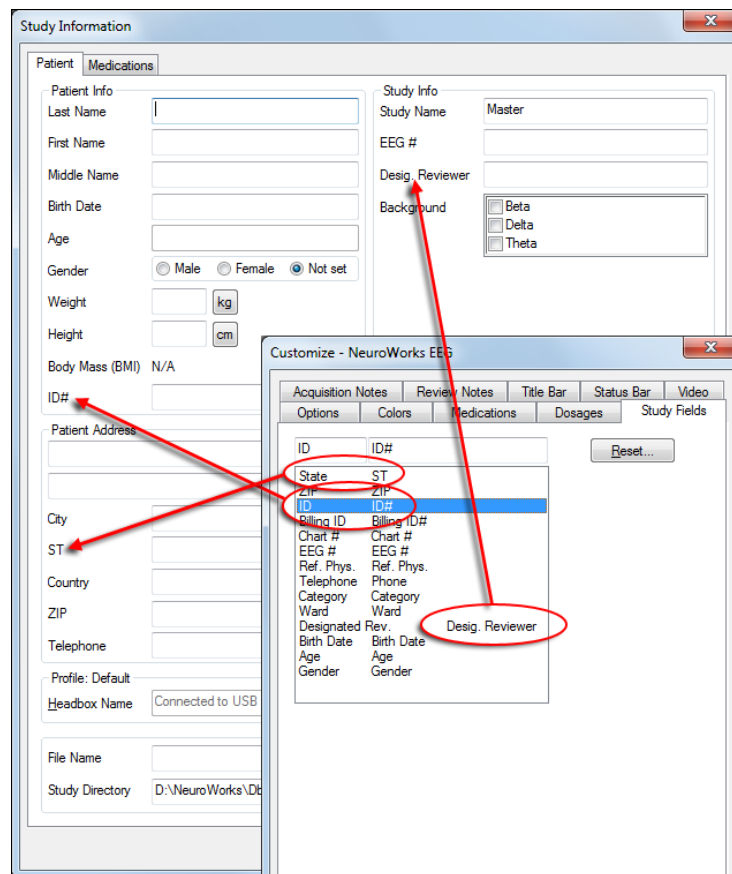 Study Information
Patient Medications
Patient Info
Last Name
First Name
Middle Name
Birth Date
Age
Gender Male Female Not set
Weight kg
Height cm
Body Mass (BMI) N/A
ID#
Patient Address
City
ST
Country
ZIP
Telephone
Profile: Default
Headbox Name Connected to USB
File Name
Study Directory D:\NeuroWorks\Db
Study Info
Study Name Master
EEG #
Desig. Reviewer
Background Beta
Delta
Theta
Customize - NeuroWorks EEG
Acquisition Notes Review Notes Title Bar Status Bar Video
Options Colors Medications Dosages Study Fields
ID ID# Reset...
State ST
ZIP ZIP
ID ID#
Billing ID Billing ID#
Chart # Chart #
EEG # EEG #
Ref. Phys. Ref. Phys.
Telephone Phone
Category Category
Ward Ward
Designated Rev. Desig. Reviewer
Birth Date Birth Date
Age Age
Gender Gender